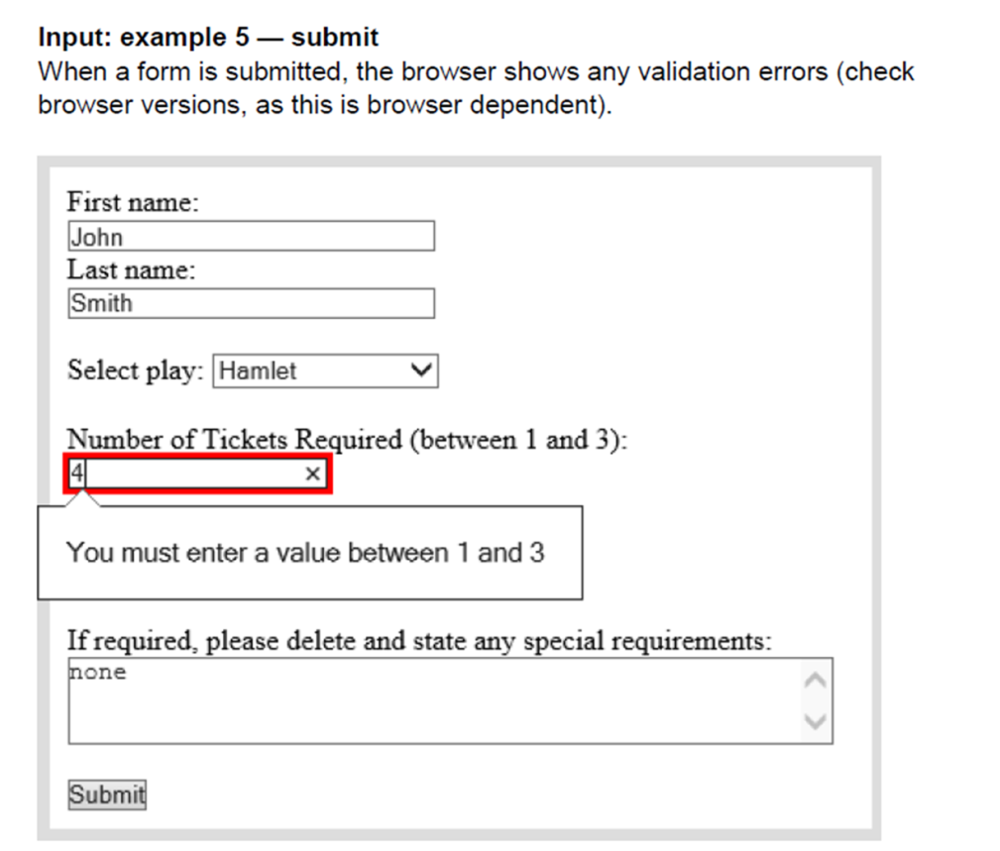 Input: example 5 — submit
When a form is submitted, the browser shows any validation errors (check
browser versions, as this is browser dependent).
First name:
John
Last name:
Smith
Select play: Hamlet
Number of Tickets Required (between 1 and 3):
4
You must enter a value between 1 and 3
If required, please delete and state any special requirements:
none
Submit